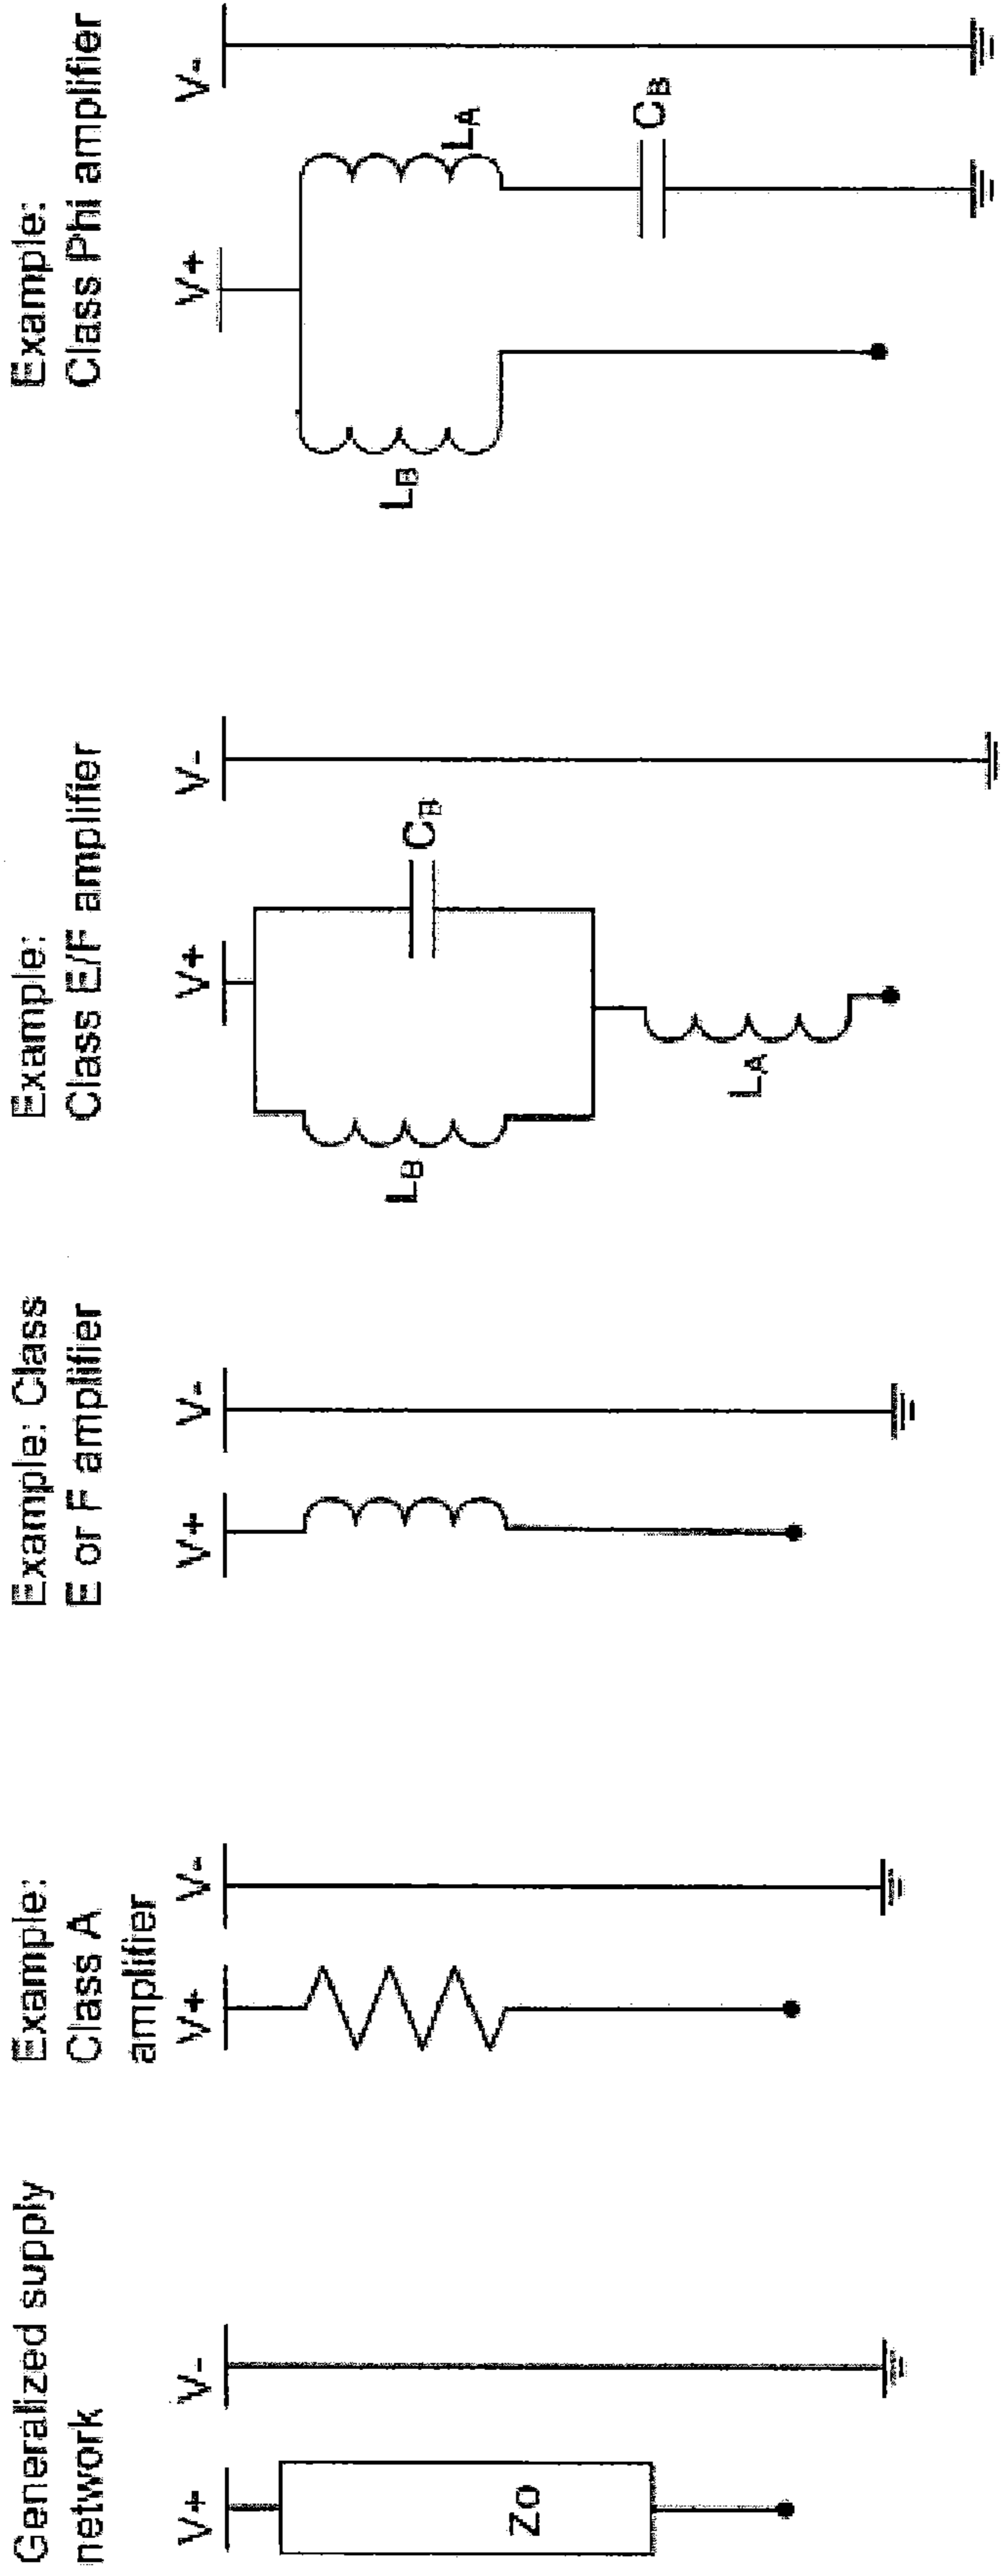 Generalized supply
network
V+
V-
Zo
Example:
Class A
amplifier
V+
V-
Example: Class
E or F amplifier
V+
V-
Example:
Class E/F amplifier
V+
V-
LB
CB
LA
Example:
Class Phi amplifier
V+
V-
LB
LA
CB